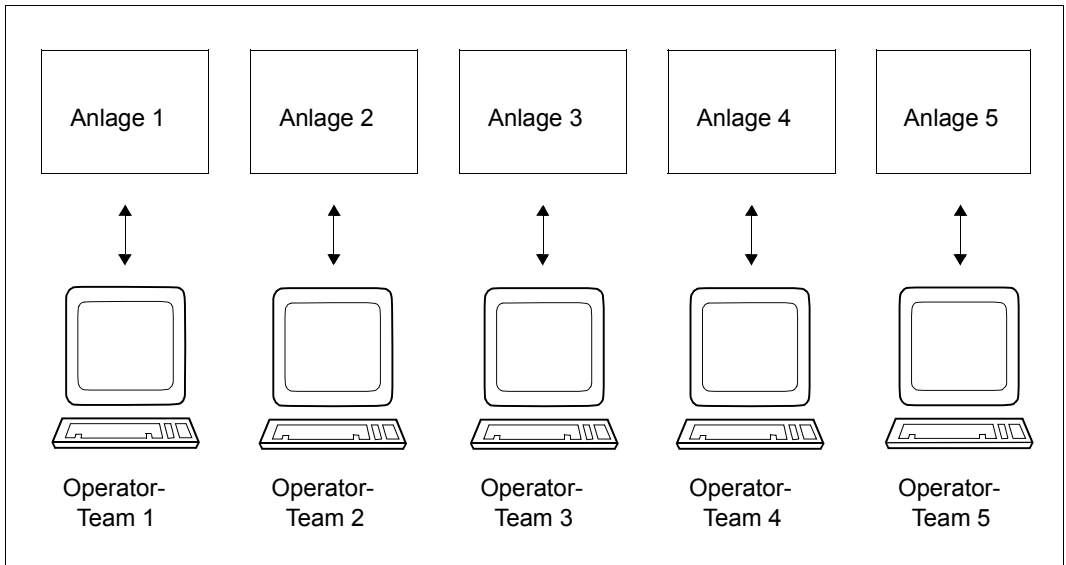 Anlage 1
Anlage 2
Anlage 3
Anlage 4
Anlage 5
Operator-
Team 1
Operator-
Team 2
Operator-
Team 3
Operator-
Team 4
Operator-
Team 5